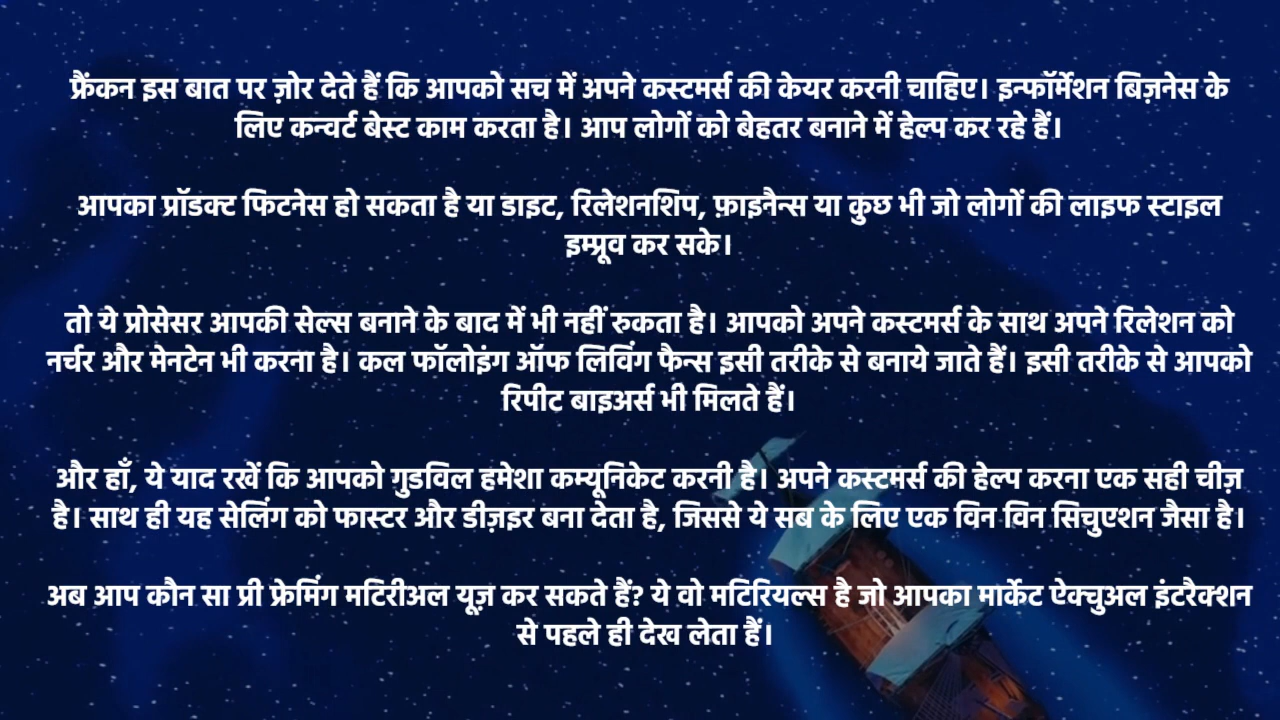 फ्रैंकन इस बात पर ज़ोर देते हैं कि आपको सच में अपने कस्टमर्स की केयर करनी चाहिए। इन्फॉर्मेशन बिज़नेस के
लिए कन्वर्ट बेस्ट काम करता है। आप लोगों को बेहतर बनाने में हेल्प कर रहे हैं।
आपका प्रॉडक्ट फिटनेस हो सकता है या डाइट, रिलेशनशिप, फ़ाइनैन्स या कुछ भी जो लोगों की लाइफ स्टाइल
इम्प्रूव कर सके।
तो ये प्रोसेसर आपकी सेल्स बनाने के बाद में भी नहीं रुकता है। आपको अपने कस्टमर्स के साथ अपने रिलेशन को
नर्चर और मेनटेन भी करना है। कल फॉलोइंग ऑफ लिविंग फैन्स इसी तरीके से बनाये जाते हैं। इसी तरीके से आपको
रिपीट बाइअर्स भी मिलते हैं।
और हाँ, ये याद रखें कि आपको गुडविल हमेशा कम्यूनिकेट करनी है। अपने कस्टमर्स की हेल्प करना एक सही चीज़
है। साथ ही यह सेलिंग को फास्टर और डीज़इर बना देता है, जिससे ये सब के लिए एक विन विन सिचुएशन जैसा है।
अब आप कौन सा प्री फ्रेमिंग मटिरीअल यूज़ कर सकते हैं? ये वो मटिरियल्स है जो आपका मार्केट ऐक्चुअल इंटरैक्शन
से पहले ही देख लेता हैं।